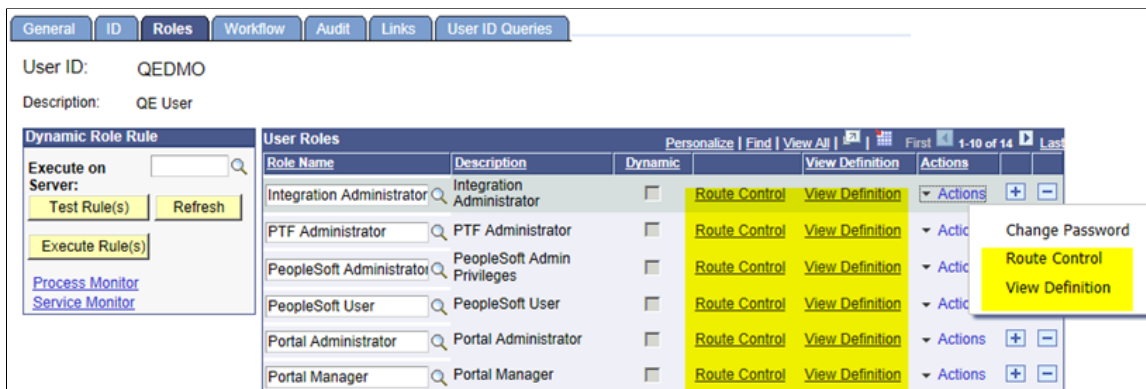 General ID Roles Workflow Audit Links User ID Queries
User ID: QEDMO
Description: QE User
Dynamic Role Rule
Execute on
Server:
Test Rule(s) Refresh
Execute Rule(s)
Process Monitor
Service Monitor
User Roles Personalize | Find | View All | | First 1-10 of 14 Last
Role Name Description Dynamic View Definition Actions
Integration Administrator Integration
Administrator Route Control View Definition Actions
PTF Administrator PTF Administrator Route Control View Definition
PeopleSoft Administrator PeopleSoft Admin
Privileges Route Control View Definition
PeopleSoft User PeopleSoft User Route Control View Definition
Portal Administrator Portal Administrator Route Control View Definition Actions
Portal Manager Portal Manager Route Control View Definition Actions
Change Password
Route Control
View Definition